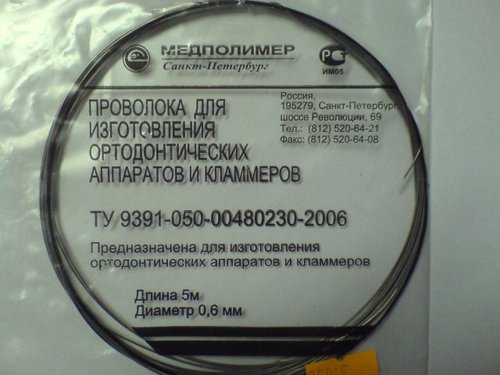 МЕДПОЛИМЕР
Санкт-Петербург
РСТ
ИМ05
Россия,
195279, Санкт-Петербург
шоссе Революции, 69
Тел.: (812) 520-64-21
Факс: (812) 520-64-08
ПРОВОЛОКА ДЛЯ
ИЗГОТОВЛЕНИЯ
ОРТОДОНТИЧЕСКИХ
АППАРАТОВ И КЛАММЕРОВ
ТУ 9391-050-00480230-2006
Предназначена для изготовления
ортодонтических аппаратов и кламмеров
Длина 5м
Диаметр 0,6 мм